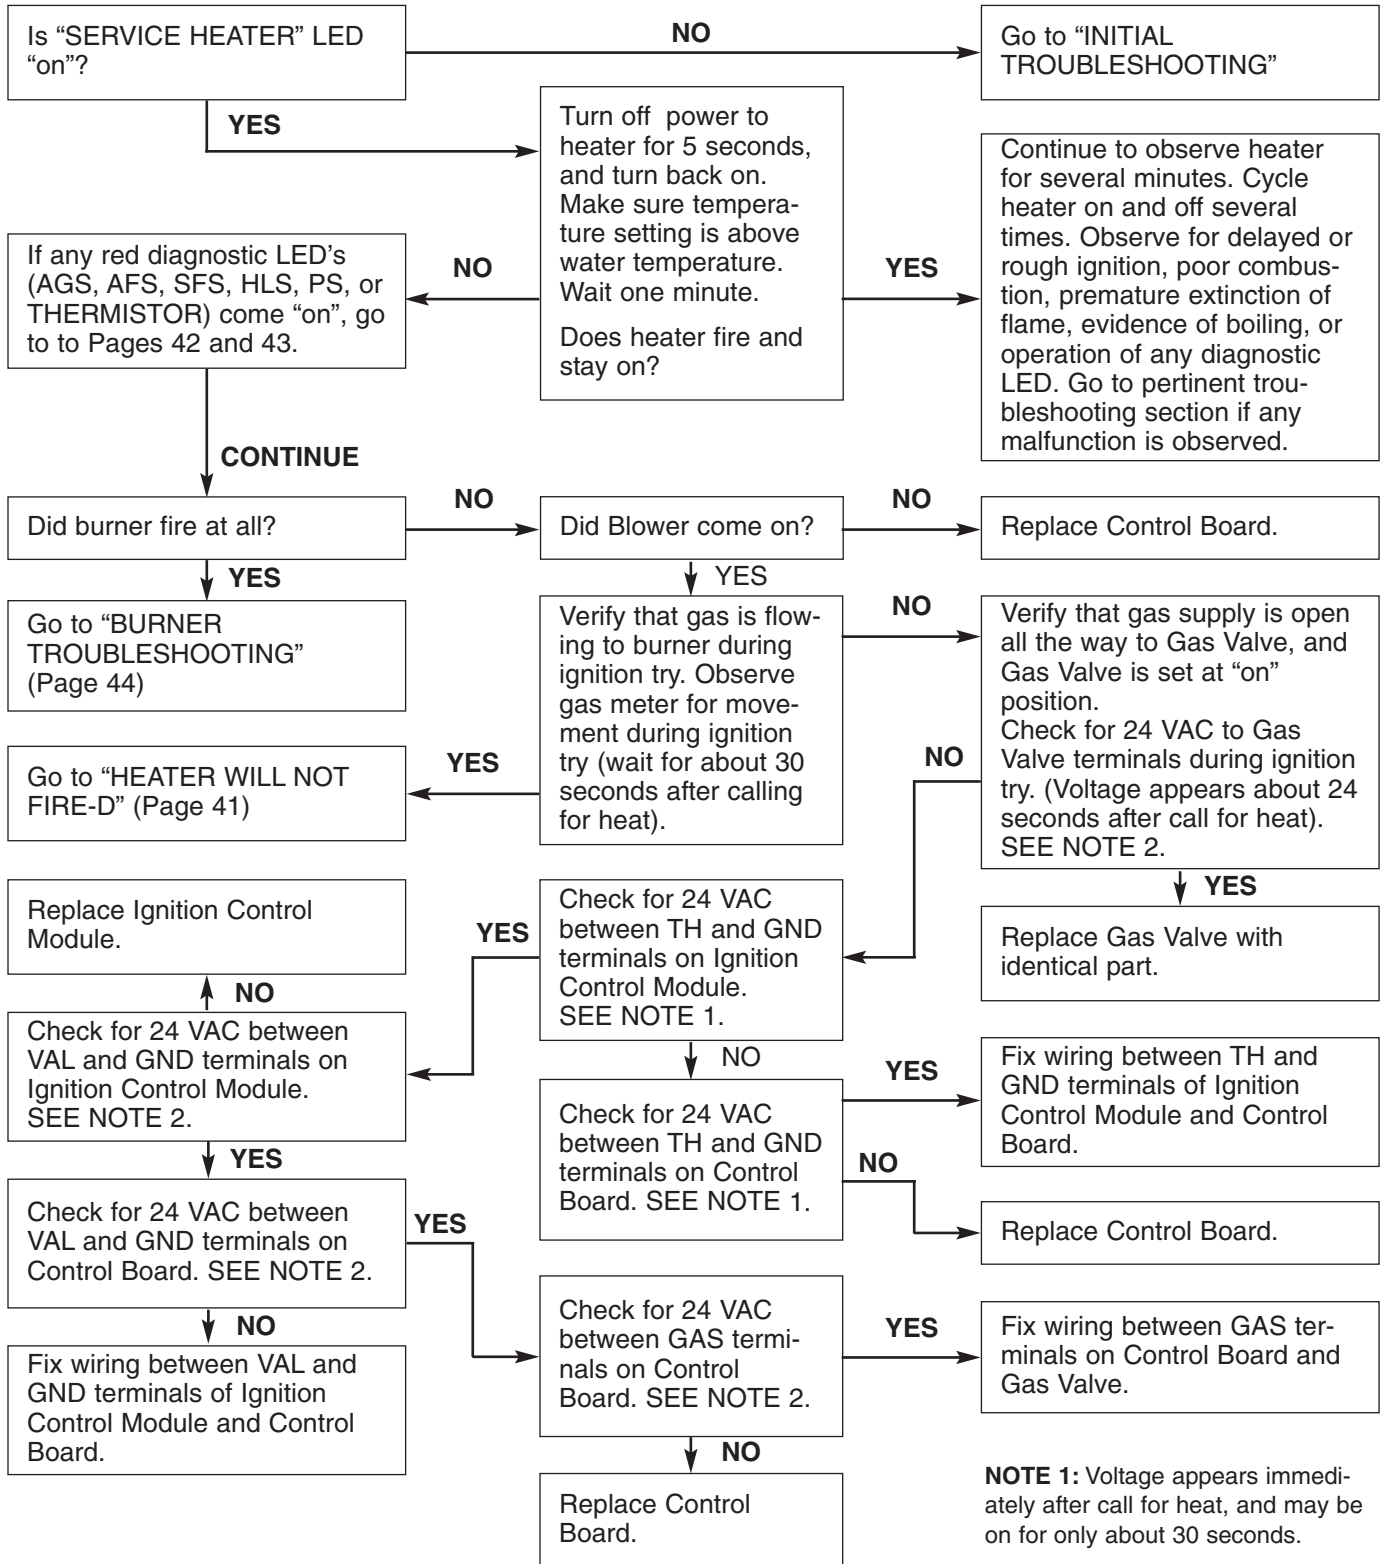 Is “SERVICE HEATER” LED
“on”?
NO
Go to “INITIAL
TROUBLESHOOTING”
YES
Turn off  power to
heater for 5 seconds,
and turn back on.
Make sure tempera-
ture setting is above
water temperature.
Wait one minute.
Does heater fire and
stay on?
NO
YES
If any red diagnostic LED's
(AGS, AFS, SFS, HLS, PS, or
THERMISTOR) come “on”, go
to to Pages 42 and 43.
Continue to observe heater
for several minutes. Cycle
heater on and off several
times. Observe for delayed or
rough ignition, poor combus-
tion, premature extinction of
flame, evidence of boiling, or
operation of any diagnostic
LED. Go to pertinent trou-
bleshooting section if any
malfunction is observed.
CONTINUE
Did burner fire at all?
NO
Did Blower come on?
NO
Replace Control Board.
YES
YES
Go to “BURNER
TROUBLESHOOTING”
(Page 44)
Verify that gas is flow-
ing to burner during
ignition try. Observe
gas meter for move-
ment during ignition
try (wait for about 30
seconds after calling
for heat).
NO
Verify that gas supply is open
all the way to Gas Valve, and
Gas Valve is set at “on”
position.
Check for 24 VAC to Gas
Valve terminals during ignition
try. (Voltage appears about 24
seconds after call for heat).
SEE NOTE 2.
YES
Go to “HEATER WILL NOT
FIRE-D” (Page 41)
NO
YES
Replace Gas Valve with
identical part.
Check for 24 VAC
between TH and GND
terminals on Ignition
Control Module.
SEE NOTE 1.
YES
Replace Ignition Control
Module.
NO
Check for 24 VAC between
VAL and GND terminals on
Ignition Control Module.
SEE NOTE 2.
NO
Check for 24 VAC
between TH and GND
terminals on Control
Board. SEE NOTE 1.
YES
Fix wiring between TH and
GND terminals of Ignition
Control Module and Control
Board.
NO
Replace Control Board.
YES
Check for 24 VAC between
VAL and GND terminals on
Control Board. SEE NOTE 2.
YES
NO
Fix wiring between VAL and
GND terminals of Ignition
Control Module and Control
Board.
Check for 24 VAC
between GAS termi-
nals on Control
Board. SEE NOTE 2.
YES
Fix wiring between GAS ter-
minals on Control Board and
Gas Valve.
NO
Replace Control
Board.
NOTE 1: Voltage appears immedi-
ately after call for heat, and may be
on for only about 30 seconds.